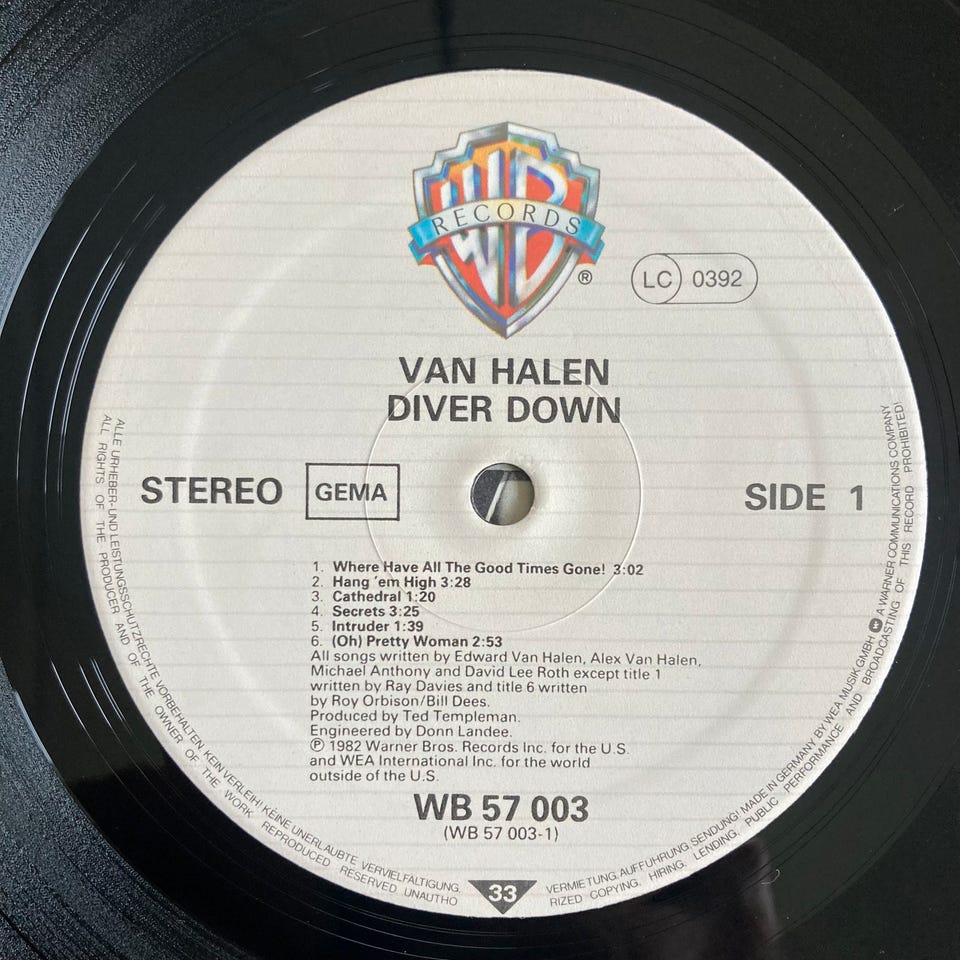 WB
RECORDS
®
LC 0392
VAN HALEN
DIVER DOWN
STEREO GEMA SIDE 1
1. Where Have All The Good Times Gone! 3:02
2. Hang 'em High 3:28
3. Cathedral 1:20
4. Secrets 3:25
5. Intruder 1:39
6. (Oh) Pretty Woman 2:53
All songs written by Edward Van Halen, Alex Van Halen,
Michael Anthony and David Lee Roth except title 1
written by Ray Davies and title 6 written
by Roy Orbison/Bill Dees.
Produced by Ted Templeman.
Engineered by Donn Landee.
℗ 1982 Warner Bros. Records Inc. for the U.S.
and WEA International Inc. for the world
outside of the U.S.
WB 57 003
(WB 57 003-1)
33
ALLE URHEBER-UND LEISTUNGSSCHUTZRECHTE VORBEHALTEN KEIN VERLEIH! KEINE UNERLAUBTE VERVIELFÄLTIGUNG, VERMIETUNG, AUFFÜHRUNG SENDUNG! MADE IN GERMANY BY WEA MUSIK GMBH A WARNER COMMUNICATIONS COMPANY
ALL RIGHTS OF THE PRODUCER AND OF THE OWNER OF THE WORK REPRODUCED RESERVED UNAUTHORIZED COPYING, HIRING, LENDING, PUBLIC PERFORMANCE AND BROADCASTING OF THIS RECORD PROHIBITED!